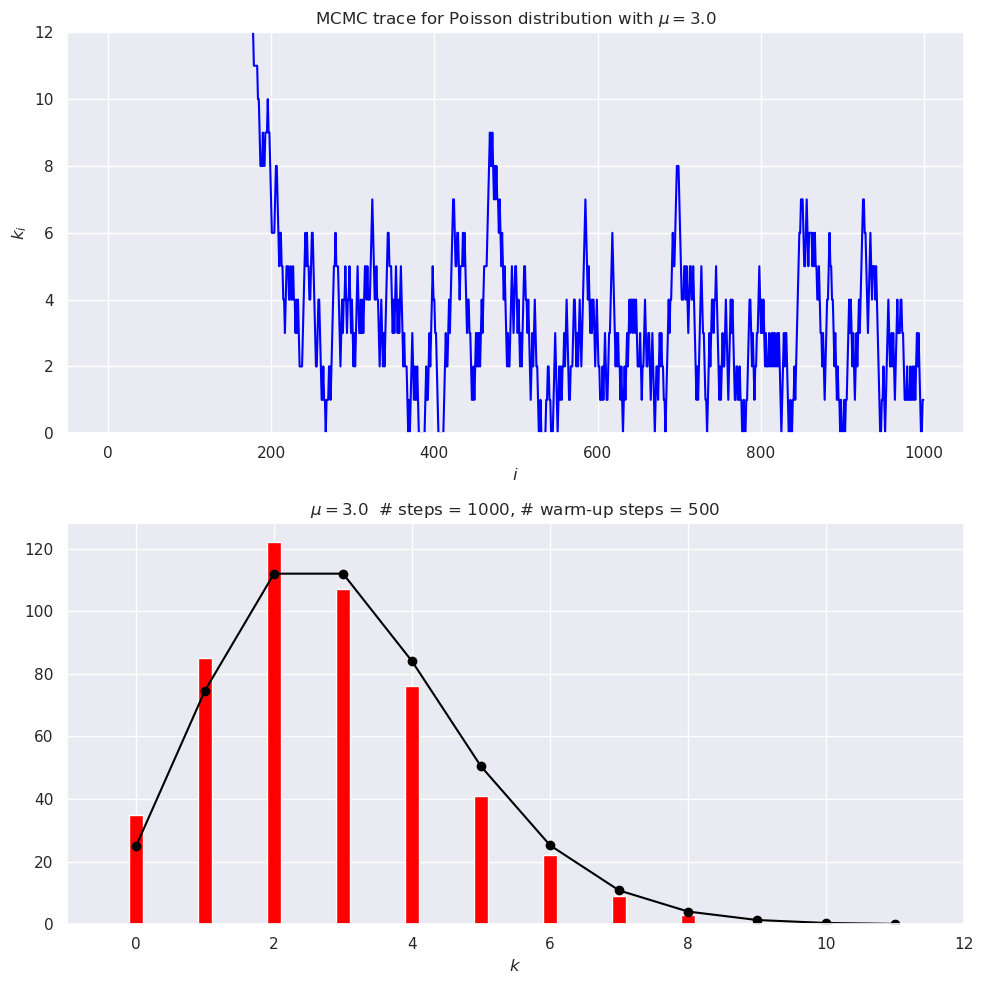 MCMC trace for Poisson distribution with μ = 3.0
12
10
8
6
4
2
0
k_i
0 200 400 600 800 1000
i
μ = 3.0 # steps = 1000, # warm-up steps = 500
120
100
80
60
40
20
0
0 2 4 6 8 10 12
k